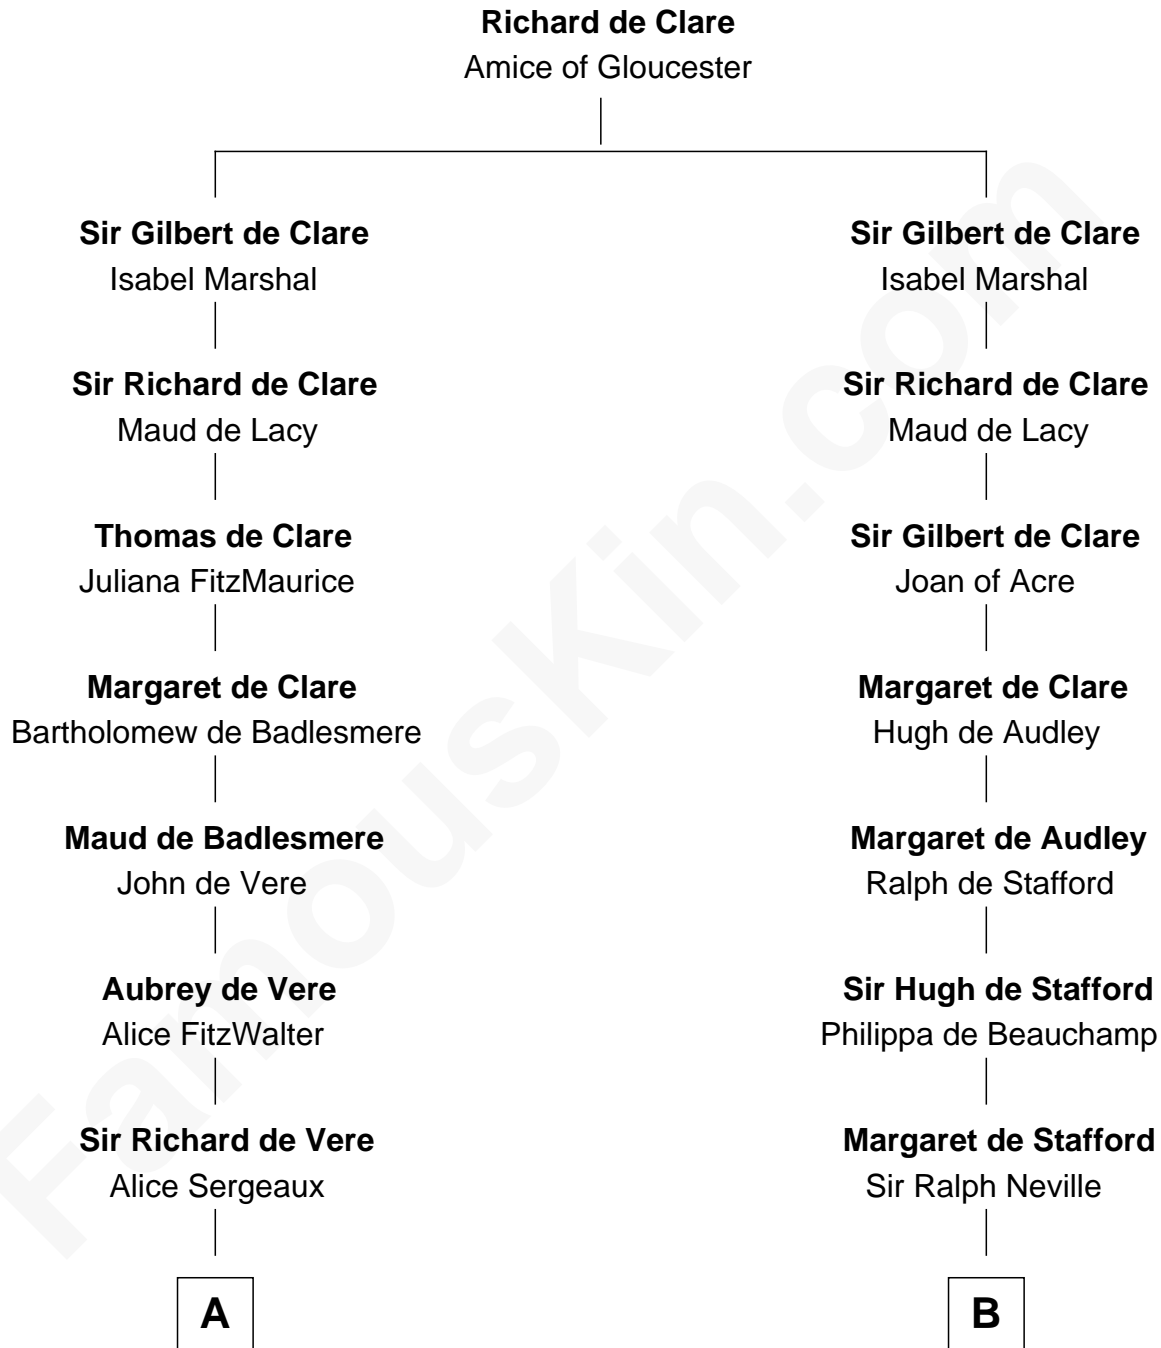 Richard de Clare
Amice of Gloucester
Sir Gilbert de Clare
Isabel Marshal
Sir Gilbert de Clare
Isabel Marshal
Sir Richard de Clare
Maud de Lacy
Sir Richard de Clare
Maud de Lacy
Thomas de Clare
Juliana FitzMaurice
Sir Gilbert de Clare
Joan of Acre
Margaret de Clare
Bartholomew de Badlesmere
Margaret de Clare
Hugh de Audley
Maud de Badlesmere
John de Vere
Margaret de Audley
Ralph de Stafford
Aubrey de Vere
Alice FitzWalter
Sir Hugh de Stafford
Philippa de Beauchamp
Sir Richard de Vere
Alice Sergeaux
Margaret de Stafford
Sir Ralph Neville
A
B
FamousKin.com